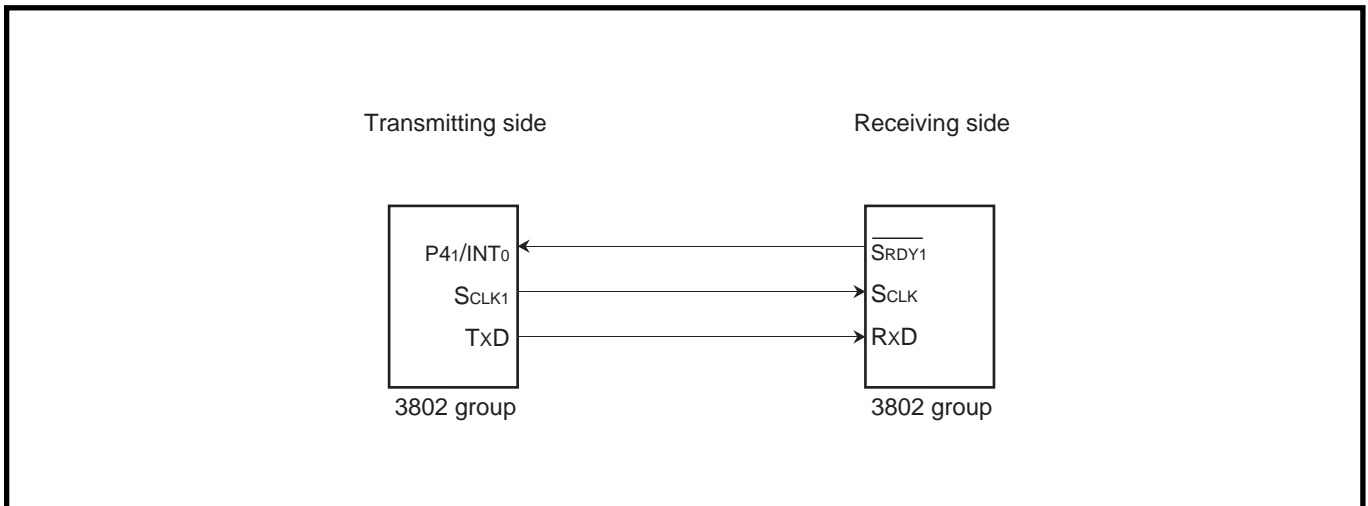 Transmitting side
Receiving side
P41/INT0
SCLK1
TxD
SRDY1
SCLK
RxD
3802 group
3802 group